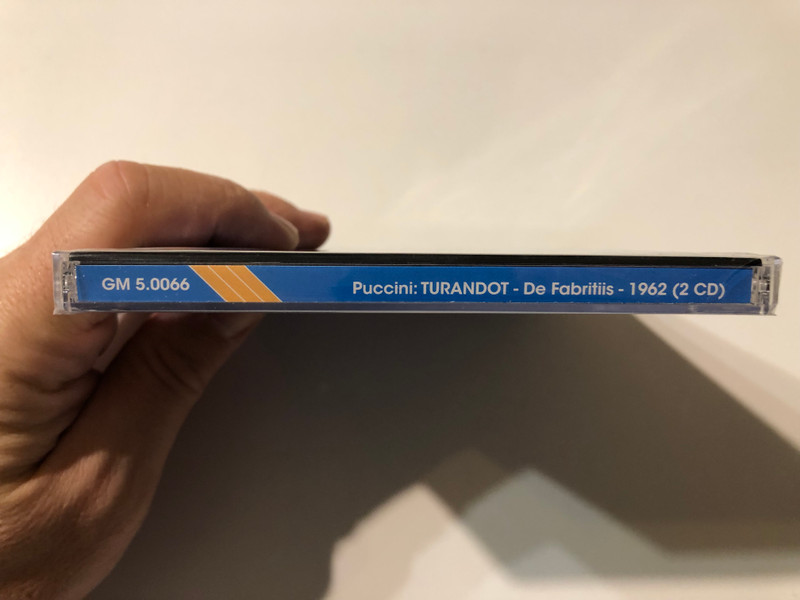 GM 5.0066
Puccini: TURANDOT - De Fabritiis - 1962 (2 CD)